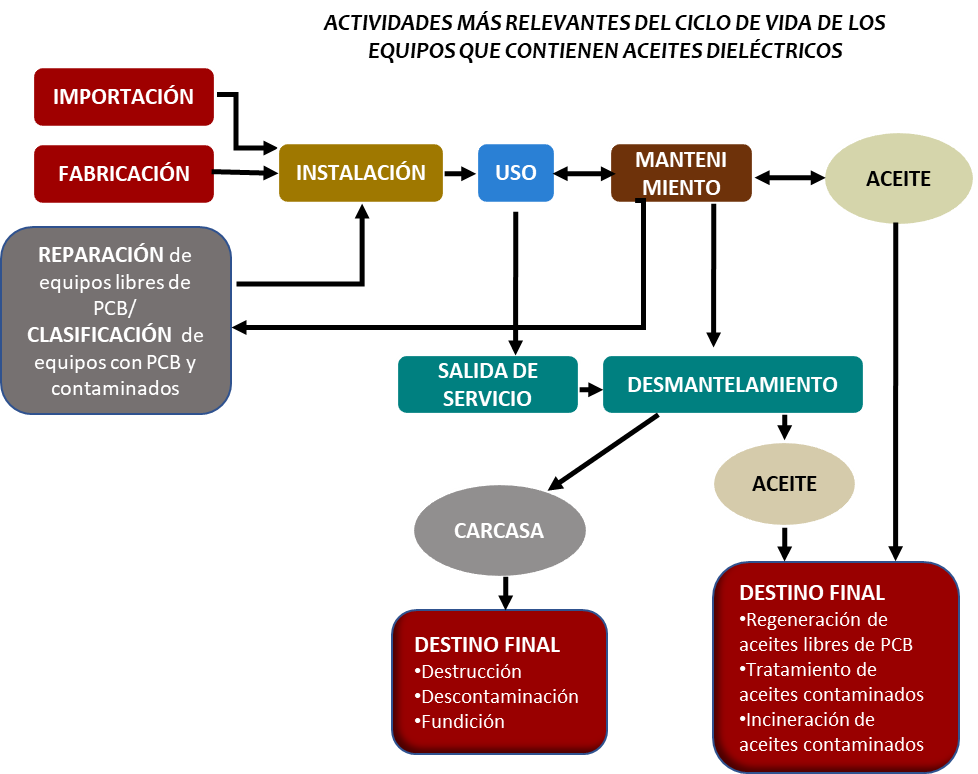 ACTIVIDADES MÁS RELEVANTES DEL CICLO DE VIDA DE LOS
EQUIPOS QUE CONTIENEN ACEITES DIELÉCTRICOS
IMPORTACIÓN
FABRICACIÓN
INSTALACIÓN
USO
MANTENI
MIENTO
ACEITE
REPARACIÓN de
equipos libres de
PCB/
CLASIFICACIÓN de
equipos con PCB y
contaminados
SALIDA DE
SERVICIO
DESMANTELAMIENTO
CARCASA
ACEITE
DESTINO FINAL
•Destrucción
•Descontaminación
•Fundición
DESTINO FINAL
•Regeneración de
aceites libres de PCB
•Tratamiento de
aceites contaminados
•Incineración de
aceites contaminados